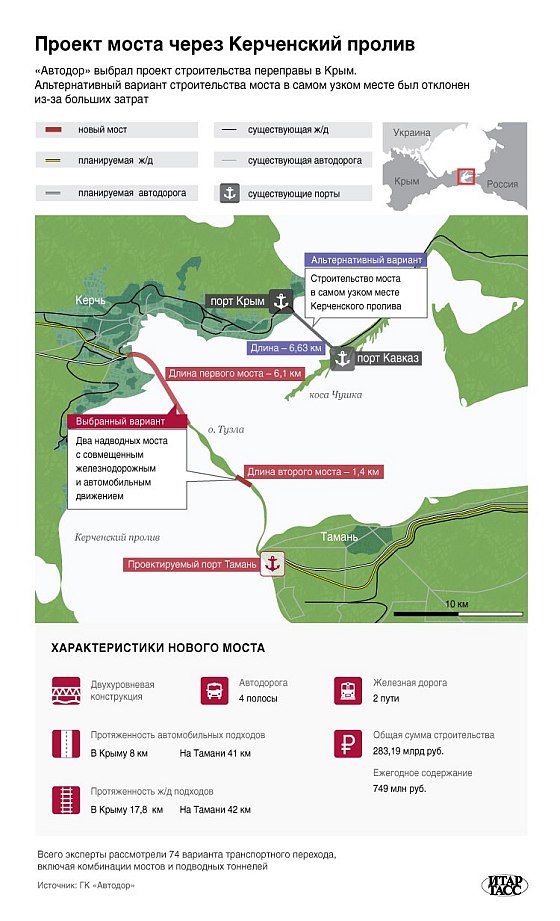 Проект моста через Керченский пролив
«Автодор» выбрал проект строительства переправы в Крым.
Альтернативный вариант строительства моста в самом узком месте был отклонен
из-за больших затрат
новый мост
существующая ж/д
планируемая ж/д
существующая автодорога
планируемая автодорога
существующие порты
Украина
Крым
Россия
Альтернативный вариант
Строительство моста
в самом узком месте
Керченского пролива
Керчь
порт Крым
Длина – 6,63 км
порт Кавказ
Длина первого моста – 6,1 км
коса Чушка
Выбранный вариант
Два надводных моста
с совмещенным
железнодорожным
и автомобильным
движением
о. Тузла
Длина второго моста – 1,4 км
Керченский пролив
Тамань
Проектируемый порт Тамань
10 км
ХАРАКТЕРИСТИКИ НОВОГО МОСТА
Двухуровневая
конструкция
Автодорога
4 полосы
Железная дорога
2 пути
Протяженность автомобильных подходов
В Крыму 8 км На Тамани 41 км
Общая сумма строительства
283,19 млрд руб.
Ежегодное содержание
749 млн руб.
Протяженность ж/д подходов
В Крыму 17,8 км На Тамани 42 км
Всего эксперты рассмотрели 74 варианта транспортного перехода,
включая комбинации мостов и подводных тоннелей
Источник: ГК «Автодор»
ИТАР
ТАСС